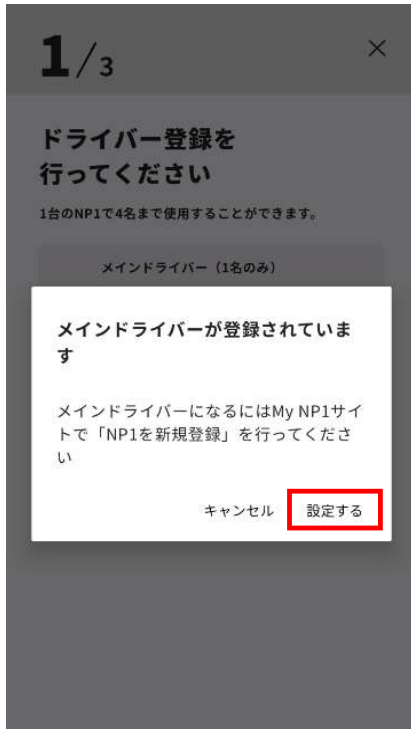 1/3
ドライバー登録を
行ってください
1台のNP1で4名まで使用することができます。
メインドライバー（1名のみ）
メインドライバーが登録されていま
す
メインドライバーになるにはMy NP1サイ
トで「NP1を新規登録」を行ってくださ
い
キャンセル 設定する